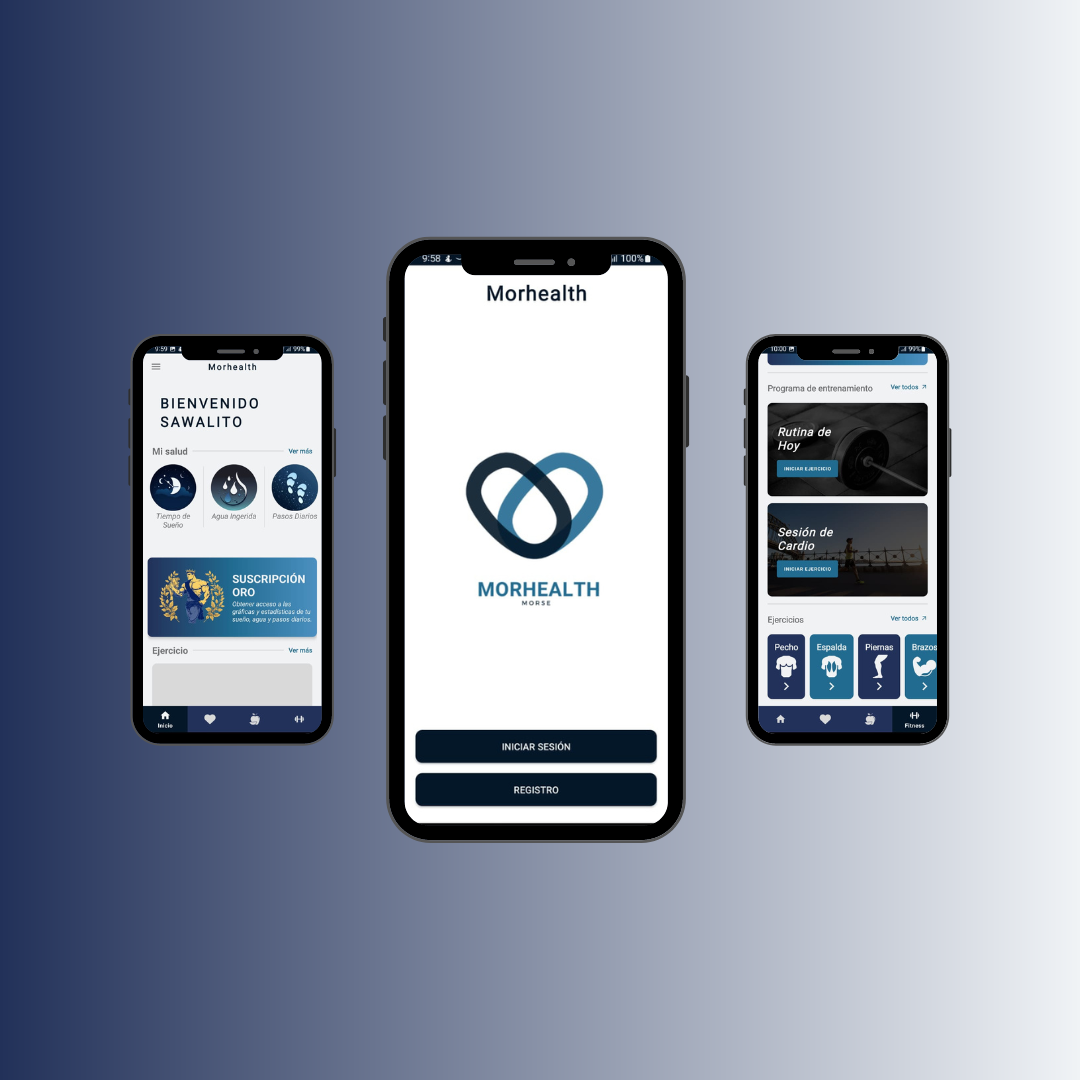 9:59
99%
Morhealth
BIENVENIDO
SAWALITO
Mi salud
Ver más
Tiempo de
Sueño
Agua Ingerida
Pasos Diarios
SUSCRIPCIÓN
ORO
Obtener acceso a las
gráficas y estadísticas de tu
sueño, agua y pasos diarios.
Ejercicio
Ver más
Inicio
9:58
100%
Morhealth
MORHEALTH
MORSE
INICIAR SESIÓN
REGISTRO
10:00
99%
Programa de entrenamiento
Ver todos
Rutina de
Hoy
INICIAR EJERCICIO
Sesión de
Cardio
INICIAR EJERCICIO
Ejercicios
Ver todos
Pecho
Espalda
Piernas
Brazos
Fitness